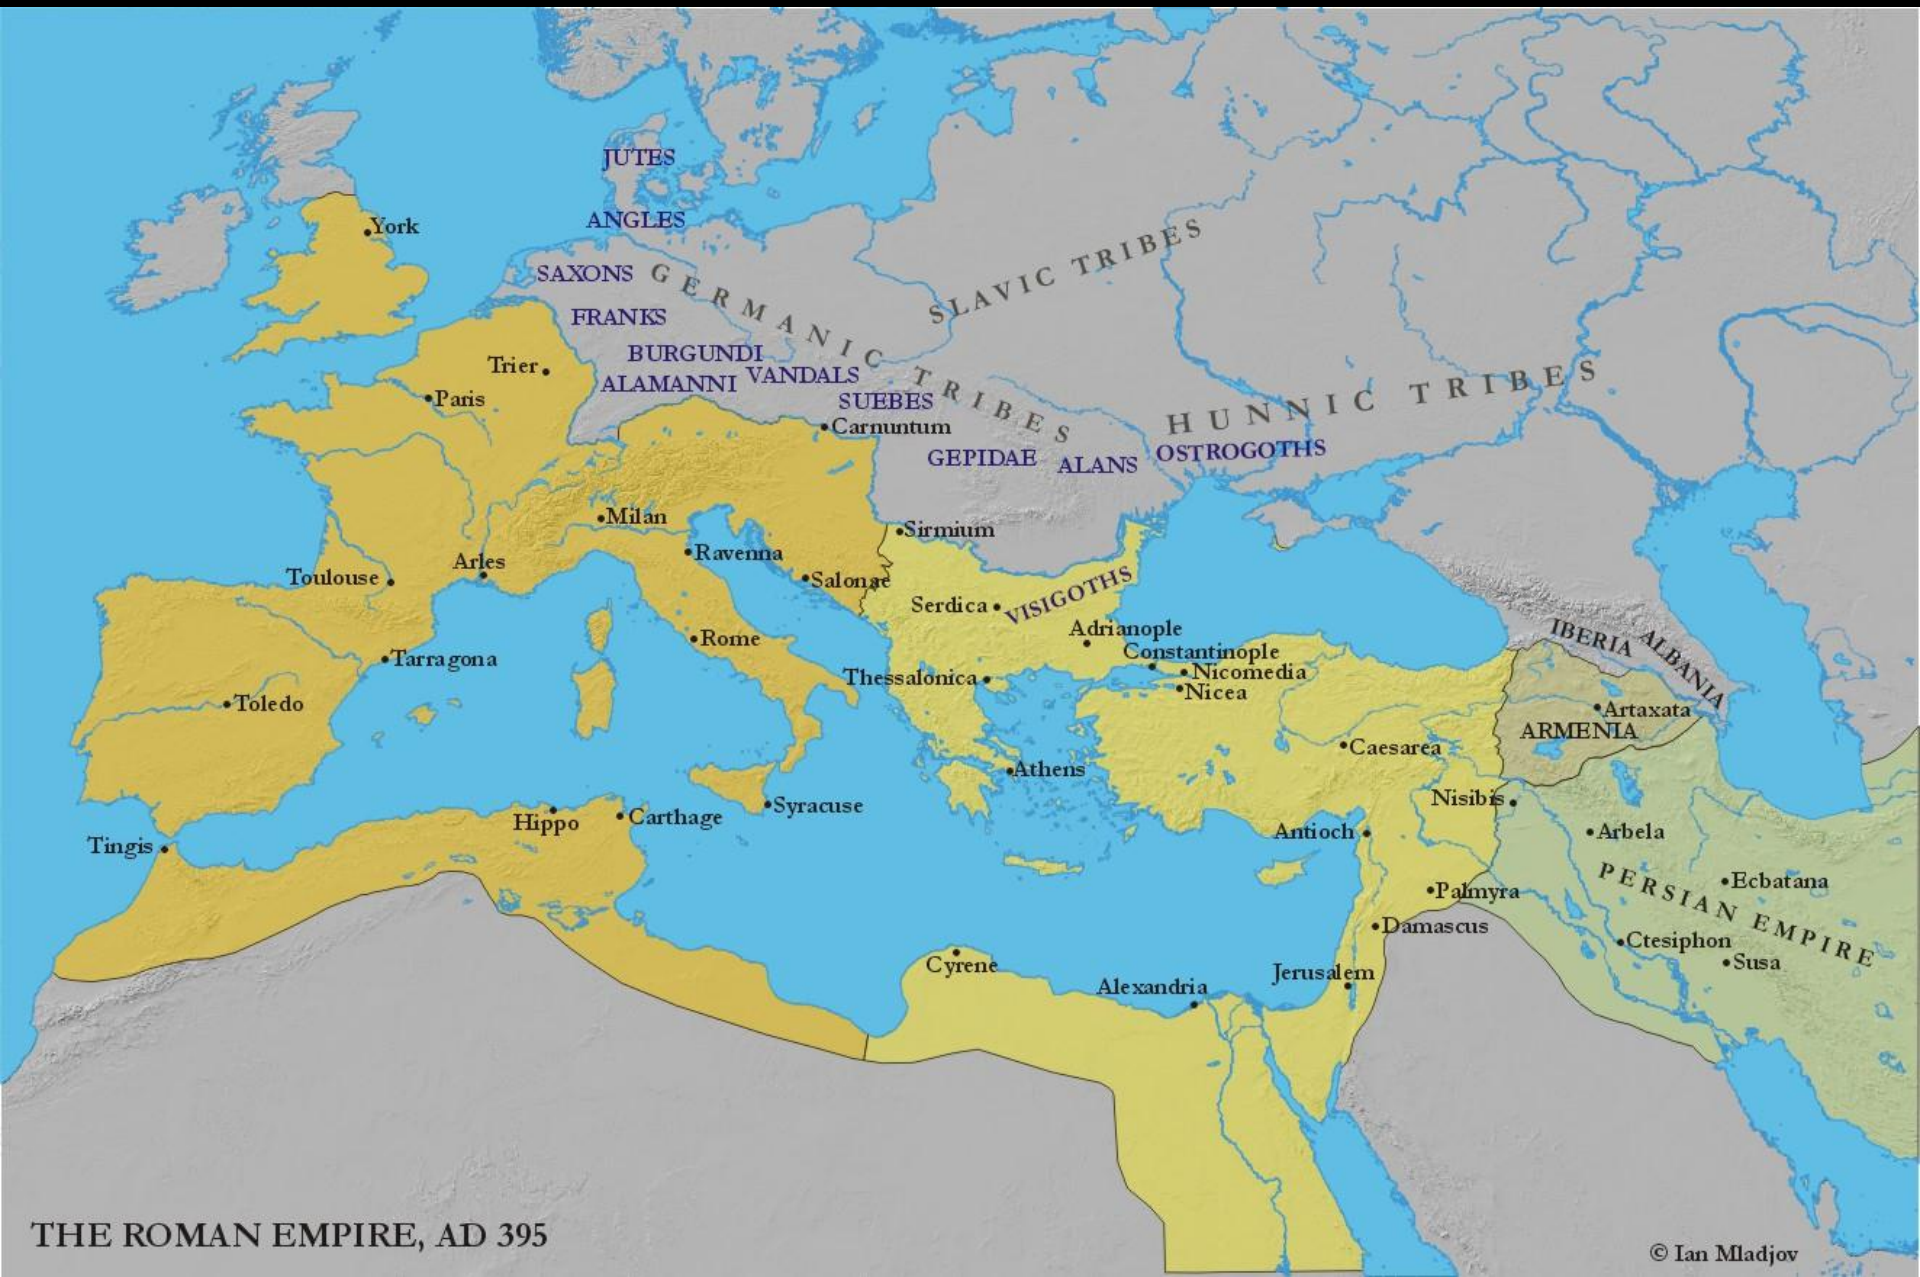 JUTES
ANGLES
York
SAXONS
GERMANIC TRIBES
SLAVIC TRIBES
FRANKS
BURGUNDI
Trier
ALAMANNI
VANDALS
HUNNIC TRIBES
Paris
SUEBES
Carnuntum
GEPIDAE
ALANS
OSTROGOTHS
Milan
Sirmium
Ravenna
Arles
Toulouse
Salonae
Serdica
VISIGOTHS
Adrianople
IBERIA
ALBANIA
Rome
Constantinople
Tarragona
Nicomedia
Thessalonica
Nicea
Toledo
Artaxata
ARMENIA
Caesarea
Athens
Nisibis
Syracuse
Hippo
Carthage
Antioch
Arbela
Tingis
PERSIAN EMPIRE
Ecbatana
Palmyra
Damascus
Ctesiphon
Cyrene
Susa
Jerusalem
Alexandria
THE ROMAN EMPIRE, AD 395
© Ian Mladjov